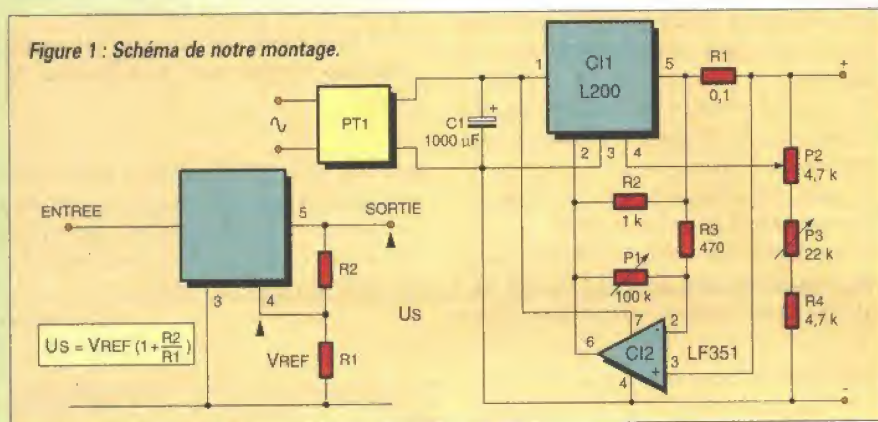 Figure 1 : Schéma de notre montage.
PT1
C1
1000 µF
+
1
CI1
L200
5
R1
0,1
+
2
3
4
P2
4,7 k
R2
1 k
R3
470
P3
22 k
P1
100 k
R4
4,7 k
7
2
-
6
CI2
LF351
3
+
4
-
ENTREE
5
SORTIE
R2
3
4
US
VREF
R1
US = VREF (1+R2/R1)